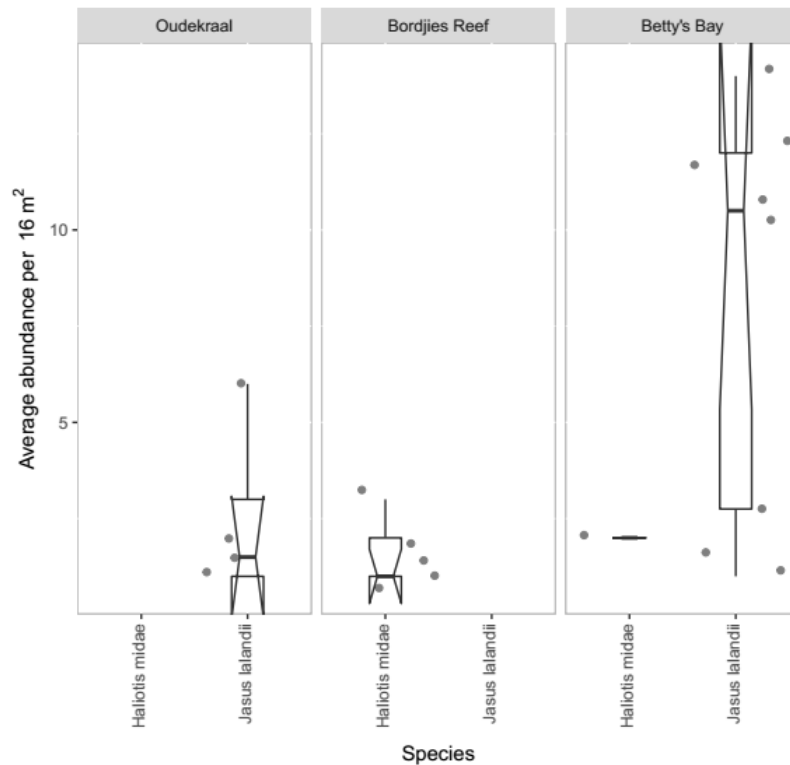 Oudekraal
Bordjies Reef
Betty's Bay
Average abundance per 16 m²
10
5
Haliotis midae
Jasus lalandii
Haliotis midae
Jasus lalandii
Haliotis midae
Jasus lalandii
Species